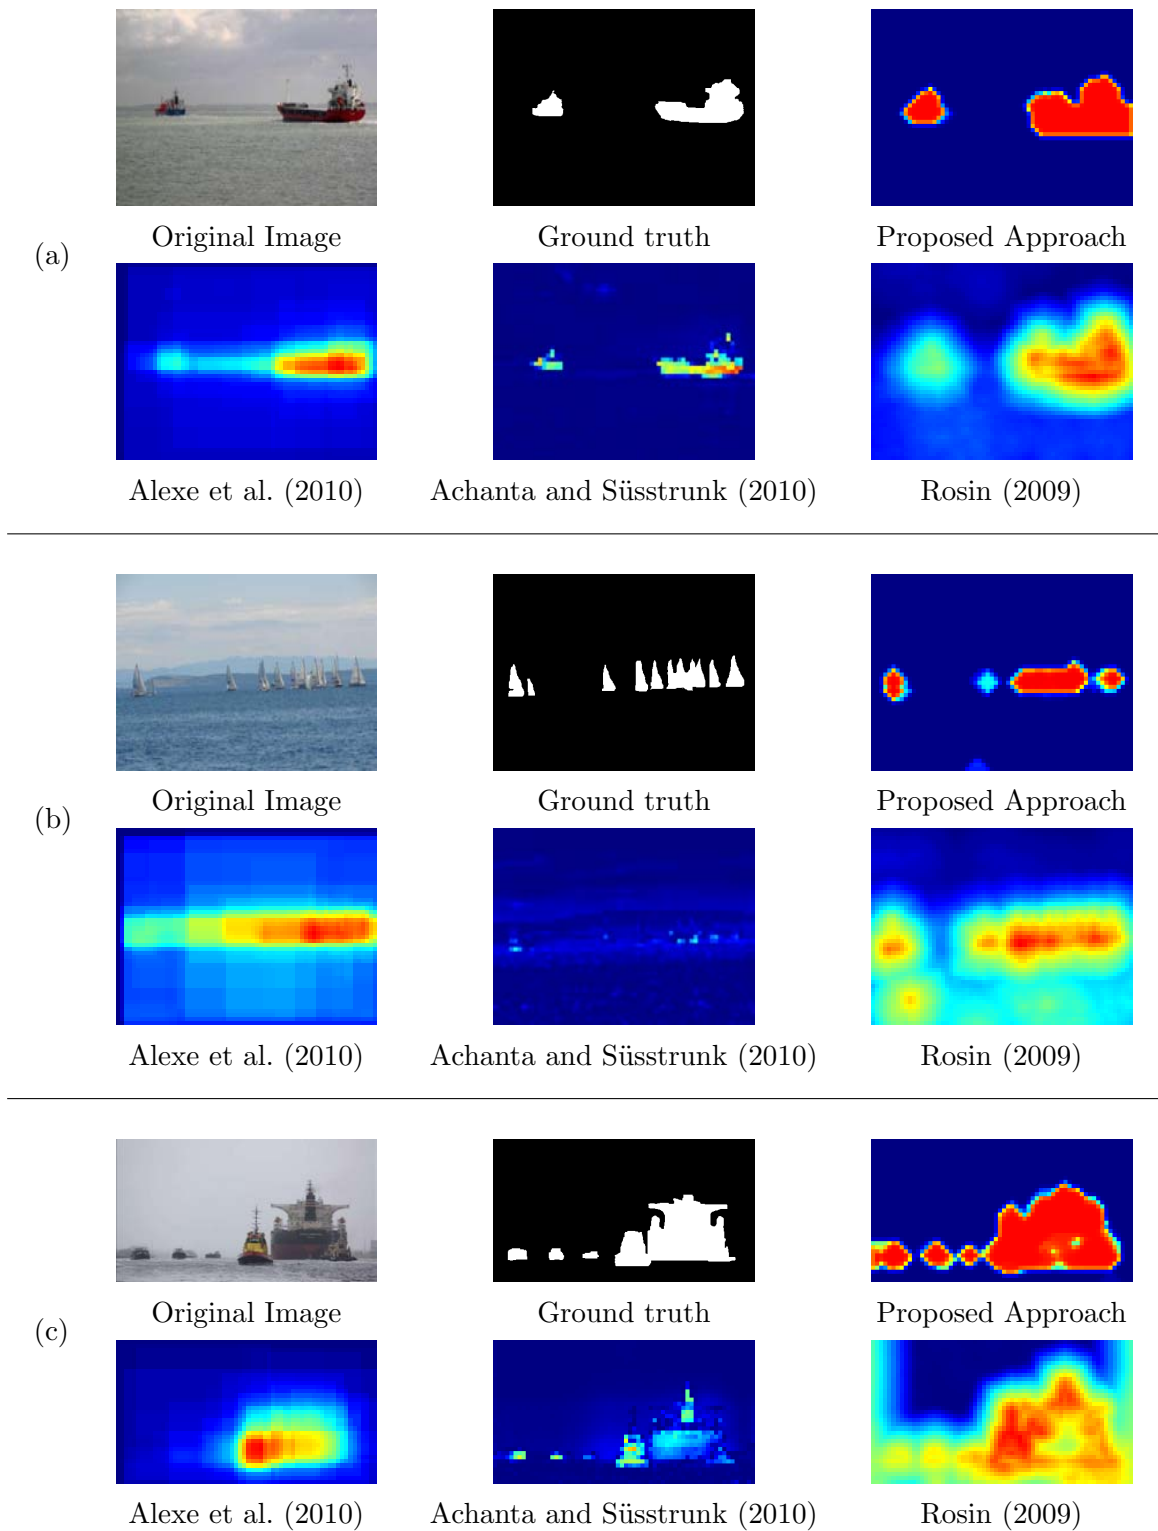 Original Image
Ground truth
Proposed Approach
(a)
Alexe et al. (2010)
Achanta and Süsstrunk (2010)
Rosin (2009)
Original Image
Ground truth
Proposed Approach
(b)
Alexe et al. (2010)
Achanta and Süsstrunk (2010)
Rosin (2009)
Original Image
Ground truth
Proposed Approach
(c)
Alexe et al. (2010)
Achanta and Süsstrunk (2010)
Rosin (2009)